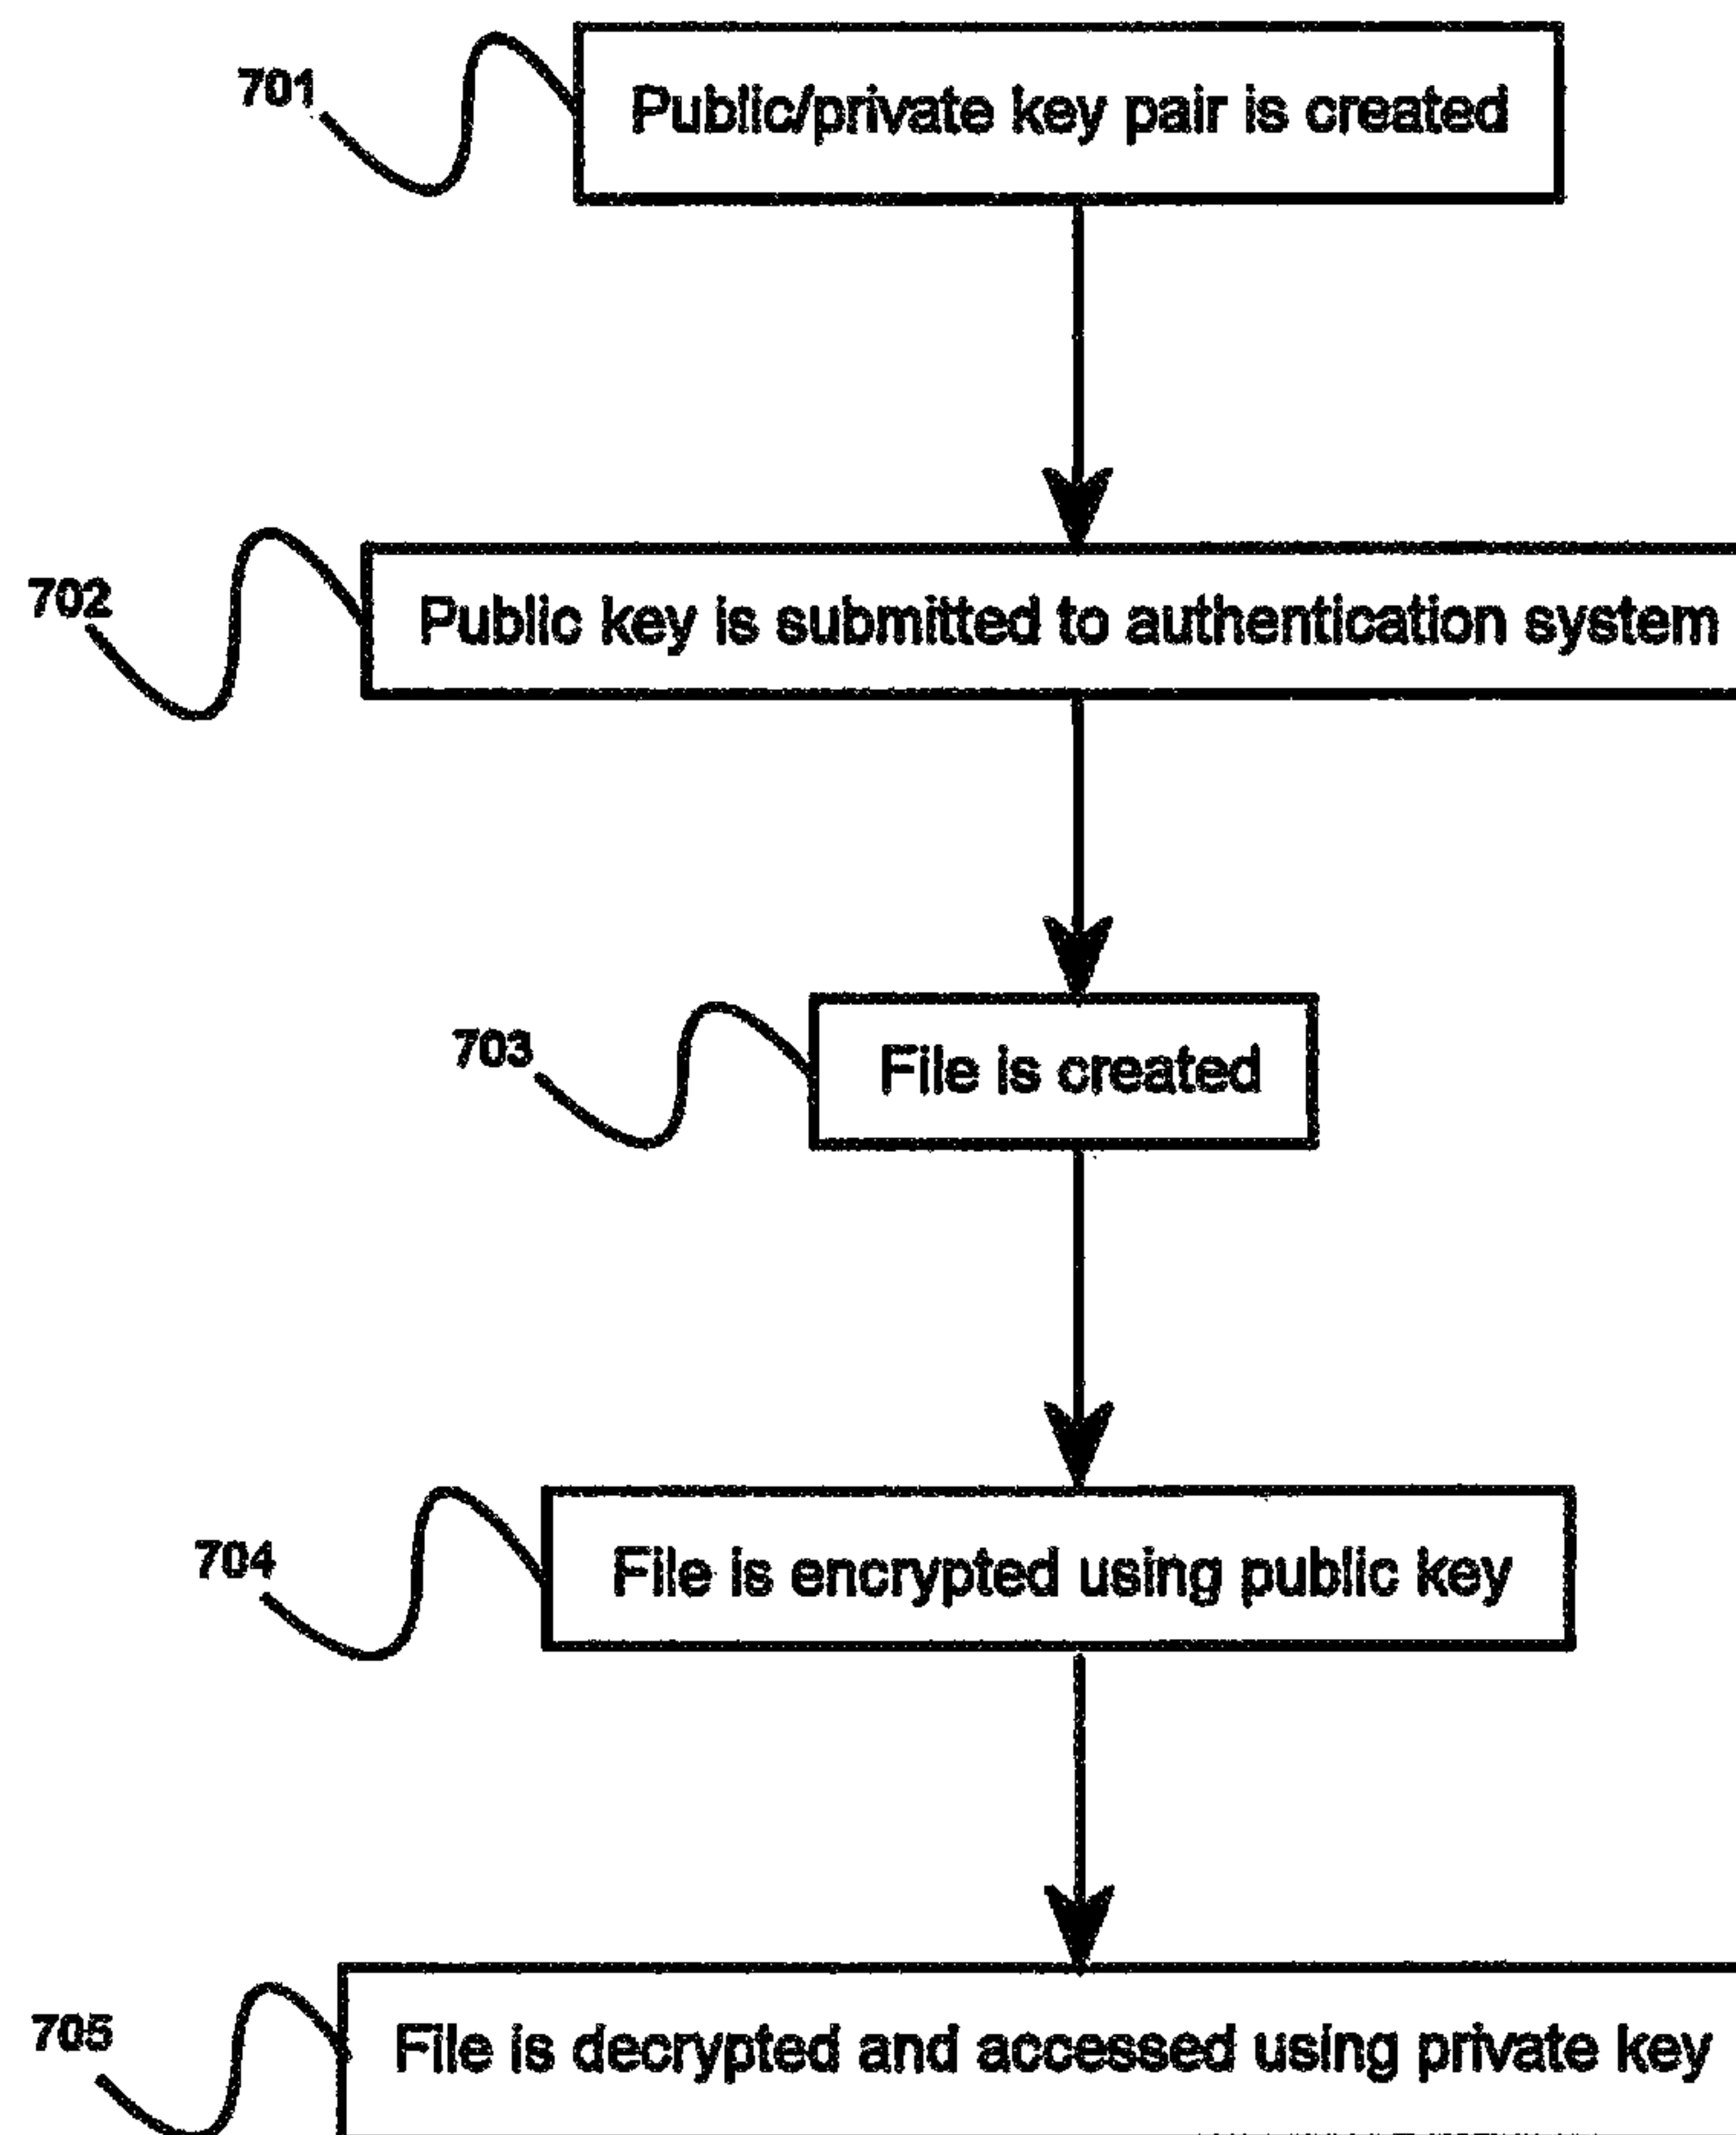 701
Public/private key pair is created
702
Public key is submitted to authentication system
703
File is created
704
File is encrypted using public key
705
File is decrypted and accessed using private key